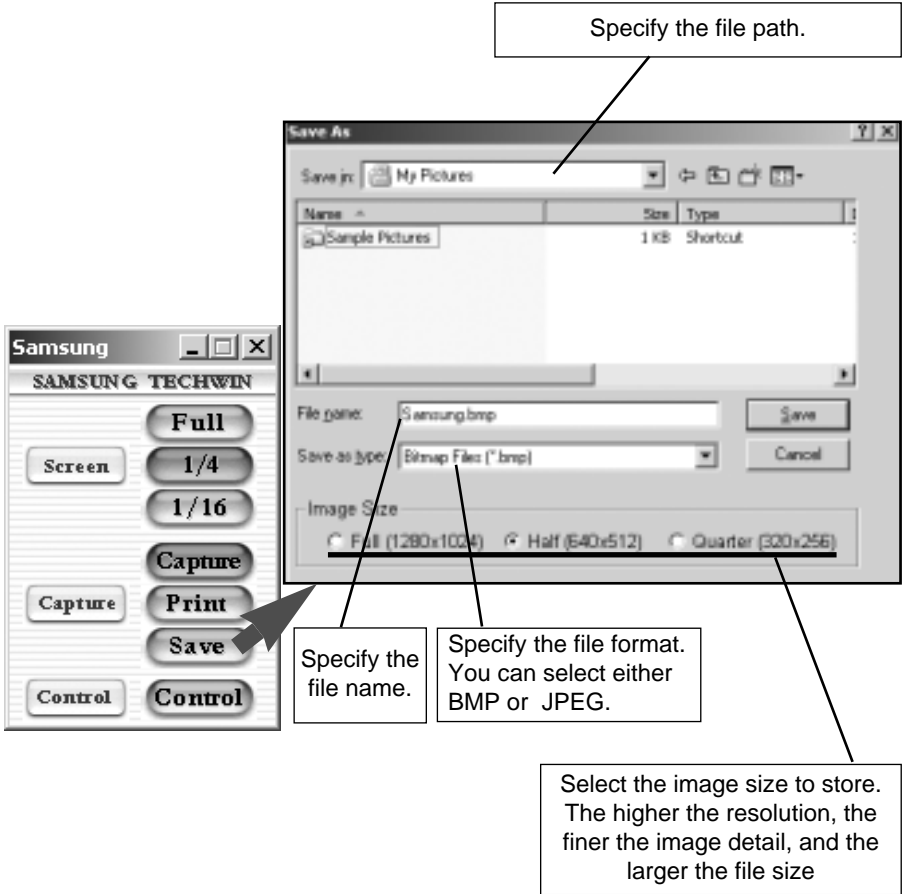 Specify the file path.
Save As
Save in: My Pictures
Name Size Type
Sample Pictures 1 KB Shortcut
File name: Samsung.bmp Save
Save as type: Bitmap Files (*.bmp) Cancel
Image Size
Full (1280x1024) Half (640x512) Quarter (320x256)
Samsung
SAMSUNG TECHWIN
Full
Screen 1/4
1/16
Capture
Capture Print
Save
Control Control
Specify the
file name.
Specify the file format.
You can select either
BMP or JPEG.
Select the image size to store.
The higher the resolution, the
finer the image detail, and the
larger the file size